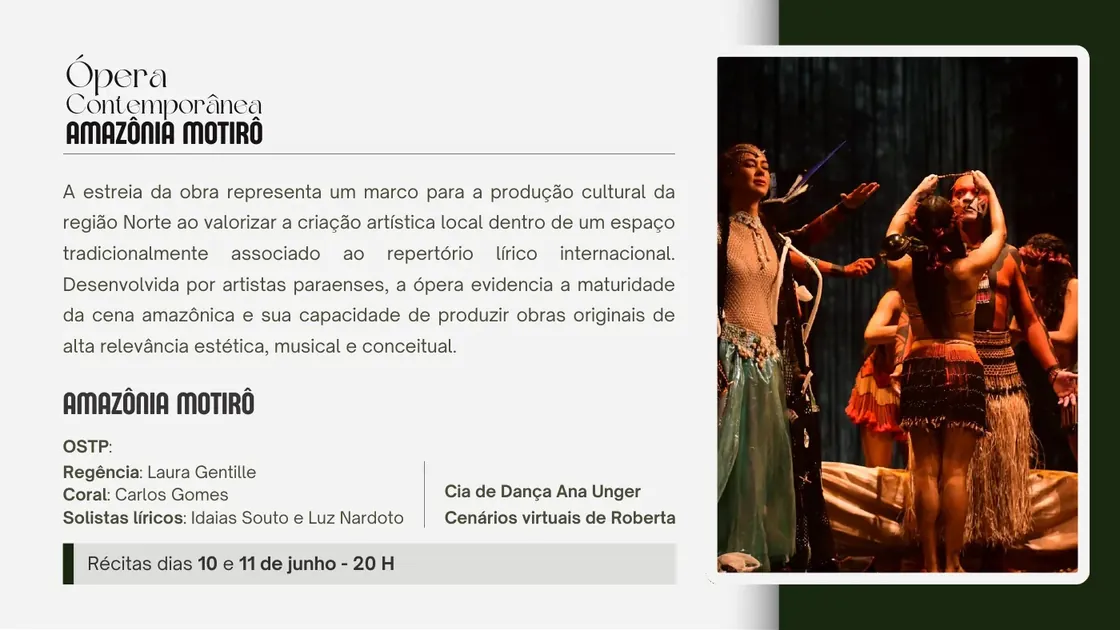 Ópera
Contemporânea
AMAZÔNIA MOTIRÔ
A estreia da obra representa um marco para a produção cultural da
região Norte ao valorizar a criação artística local dentro de um espaço
tradicionalmente associado ao repertório lírico internacional.
Desenvolvida por artistas paraenses, a ópera evidencia a maturidade
da cena amazônica e sua capacidade de produzir obras originais de
alta relevância estética, musical e conceitual.
AMAZÔNIA MOTIRÔ
OSTP:
Regência: Laura Gentille
Coral: Carlos Gomes
Solistas líricos: Idaias Souto e Luz Nardoto
Cia de Dança Ana Unger
Cenários virtuais de Roberta
Récitas dias 10 e 11 de junho - 20 H